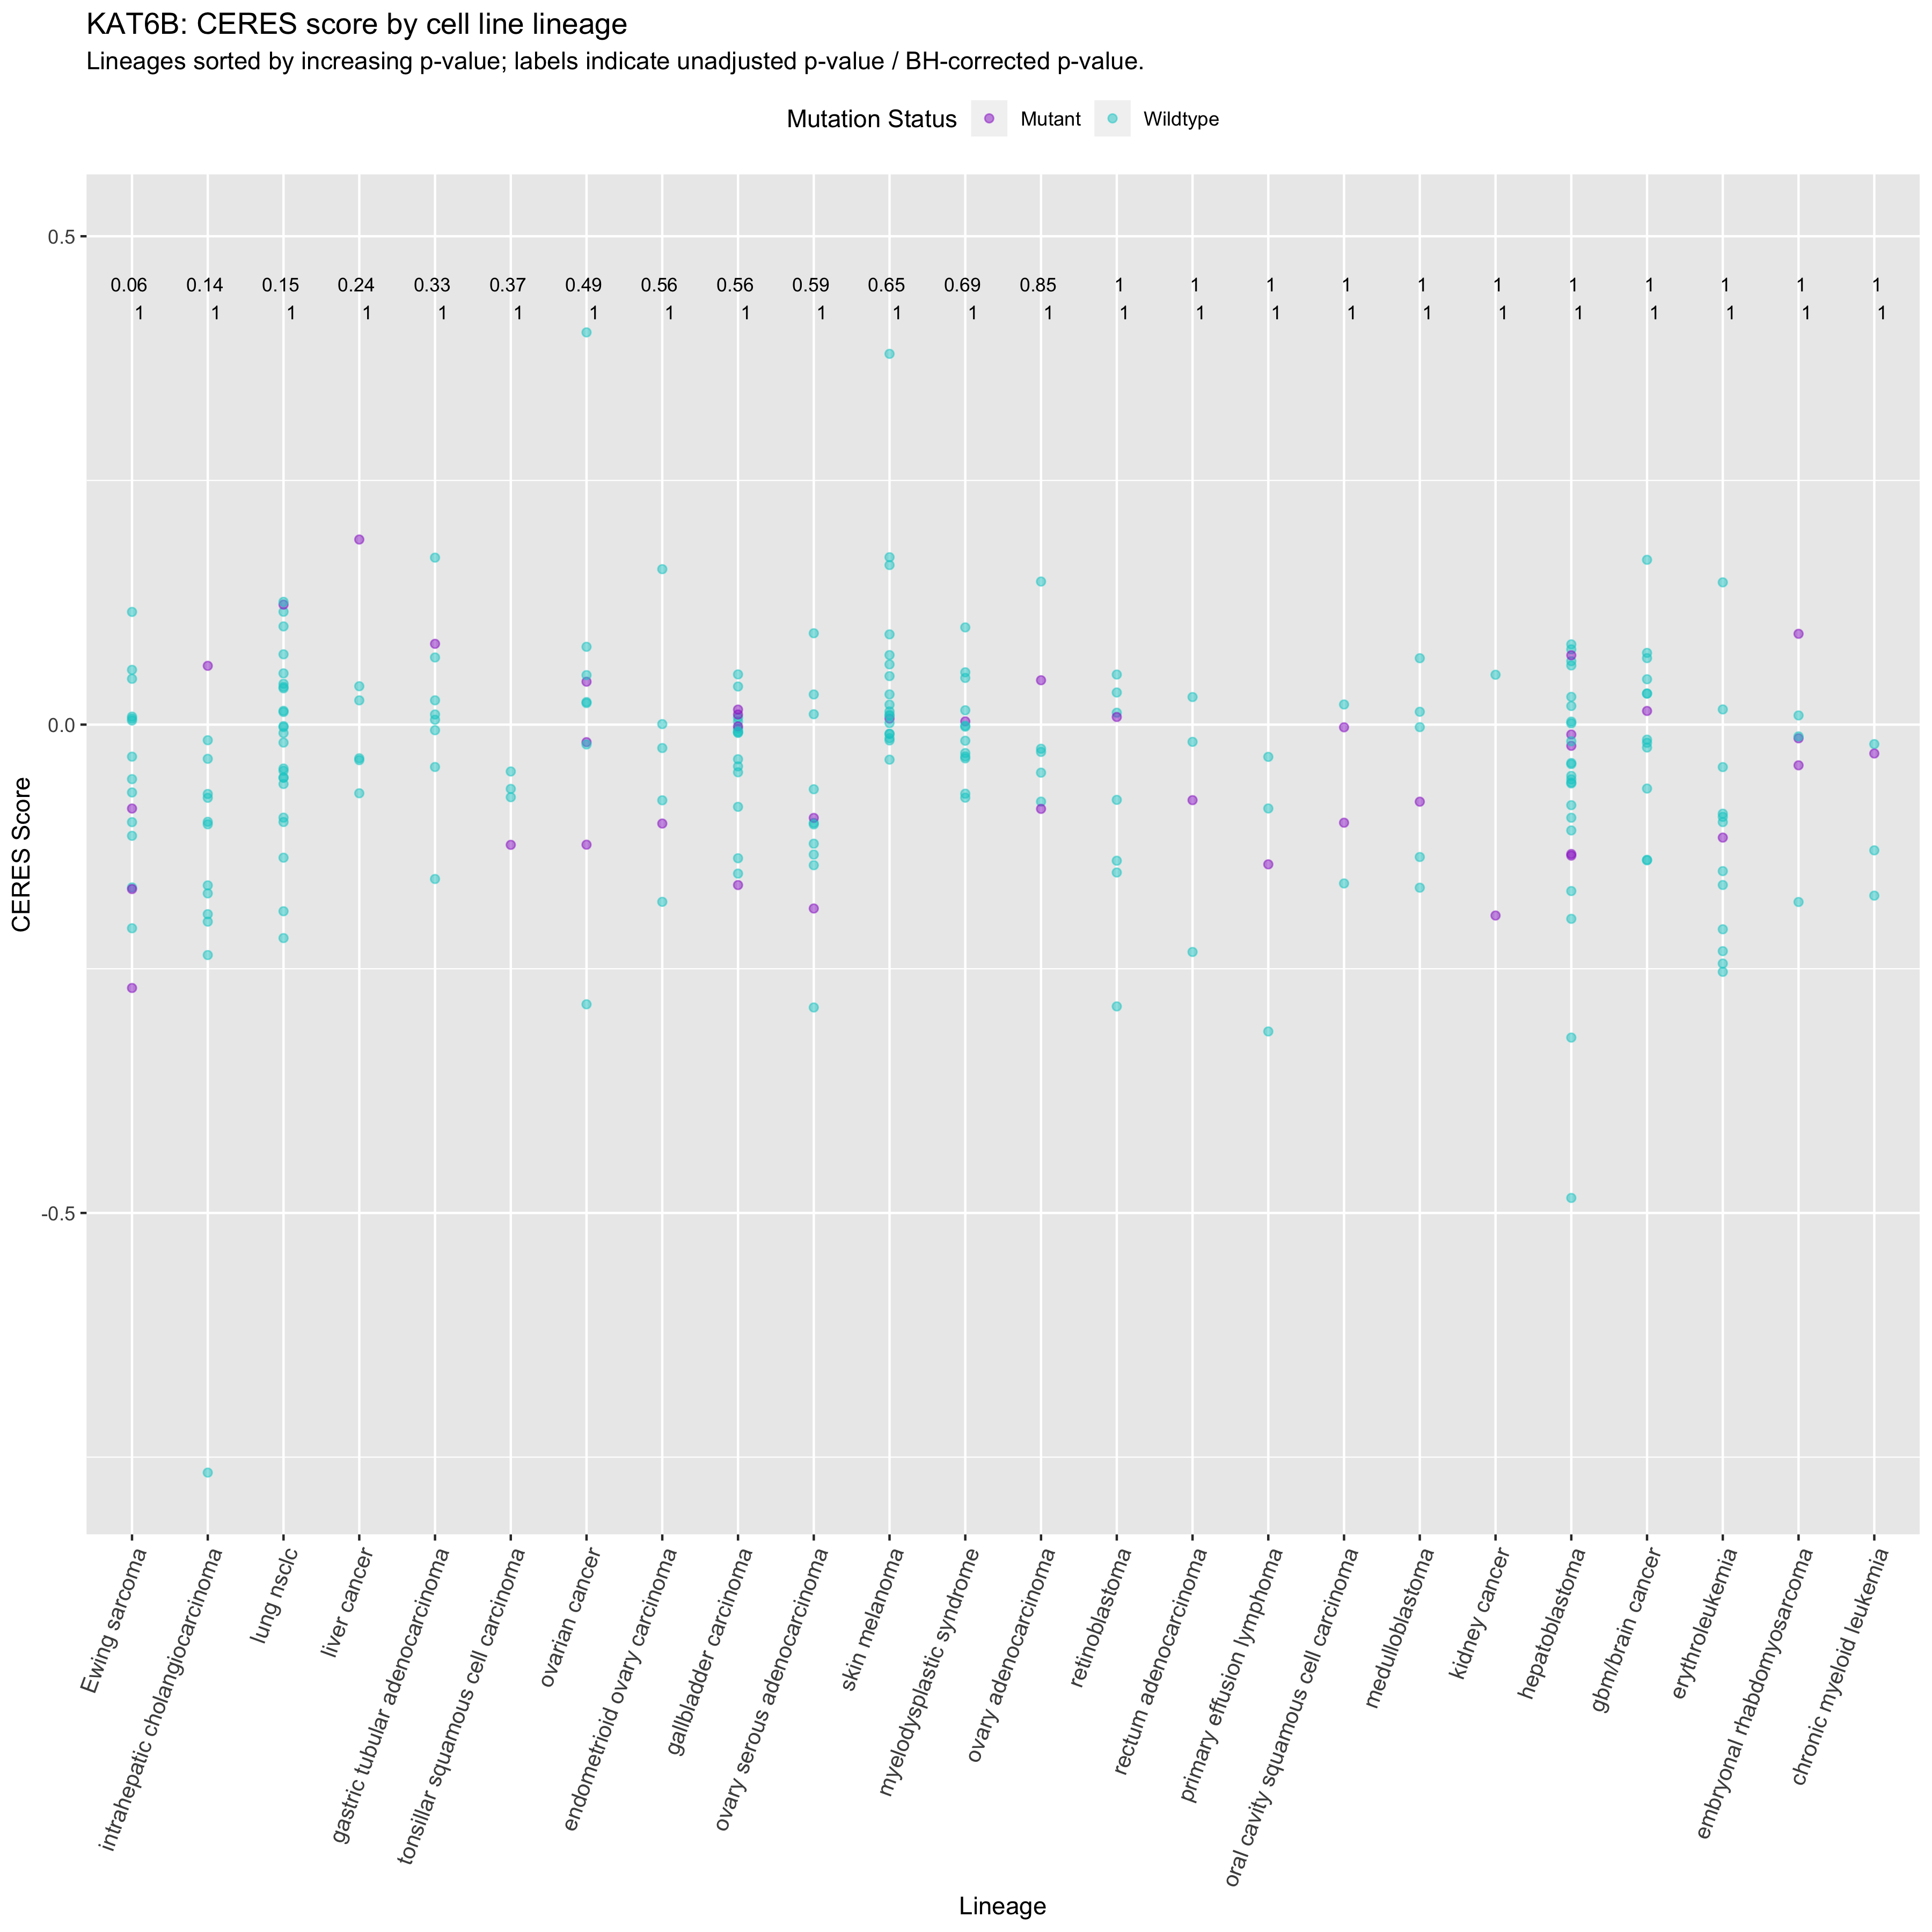 KAT6B: CERES score by cell line lineage
Lineages sorted by increasing p-value; labels indicate unadjusted p-value / BH-corrected p-value.
Mutation Status Mutant Wildtype
0.5
0.06 0.14 0.15 0.24 0.33 0.37 0.49 0.56 0.56 0.59 0.65 0.69 0.85 1 1 1 1 1 1 1 1 1 1 1
1 1 1 1 1 1 1 1 1 1 1 1 1 1 1 1 1 1 1 1 1 1 1 1
0.0
-0.5
CERES Score
Ewing sarcoma
intrahepatic cholangiocarcinoma
lung nsclc
liver cancer
gastric tubular adenocarcinoma
tonsillar squamous cell carcinoma
ovarian cancer
endometrioid ovary carcinoma
gallbladder carcinoma
ovary serous adenocarcinoma
skin melanoma
myelodysplastic syndrome
ovary adenocarcinoma
retinoblastoma
rectum adenocarcinoma
primary effusion lymphoma
oral cavity squamous cell carcinoma
medulloblastoma
kidney cancer
hepatoblastoma
gbm/brain cancer
erythroleukemia
embryonal rhabdomyosarcoma
chronic myeloid leukemia
Lineage